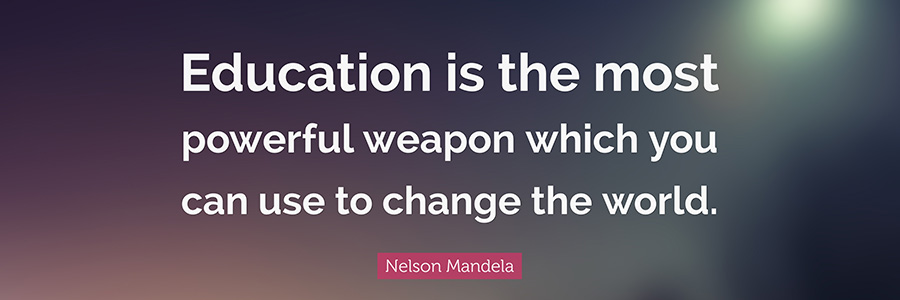 Education is the most
powerful weapon which you
can use to change the world.
Nelson Mandela